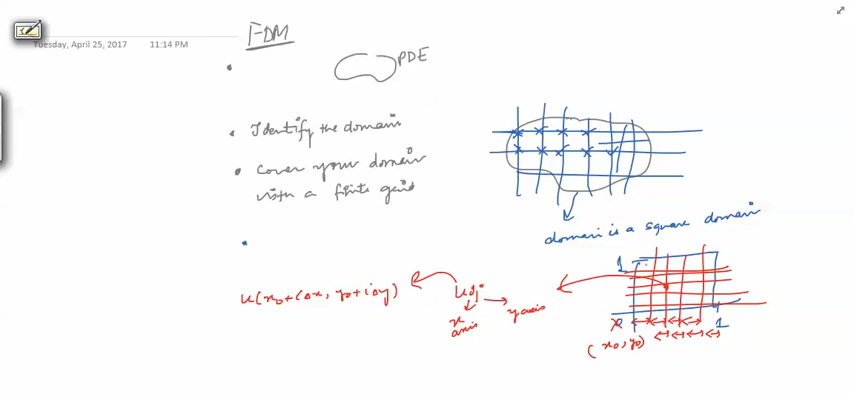 FDM
Tuesday, April 25, 2017 11:14 PM
PDE
Identify the domain
Cover your domain
with a finite grid
domain is a square domain
1
u(x0+iΔx, y0+iΔy)
uij
x
axis
y axis
1
(x0, y0)